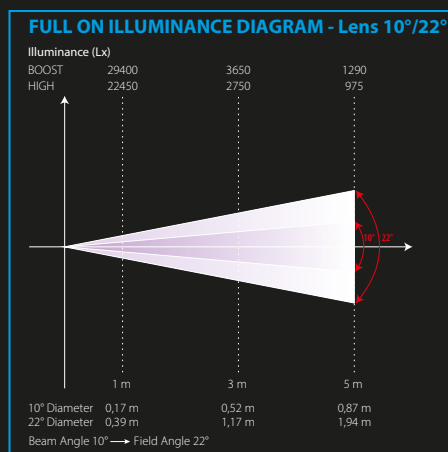 FULL ON ILLUMINANCE DIAGRAM - Lens 10°/22°
Illuminance (Lx)
BOOST 29400 3650 1290
HIGH 22450 2750 975
10° 22°
1 m 3 m 5 m
10° Diameter 0,17 m 0,52 m 0,87 m
22° Diameter 0,39 m 1,17 m 1,94 m
Beam Angle 10° → Field Angle 22°